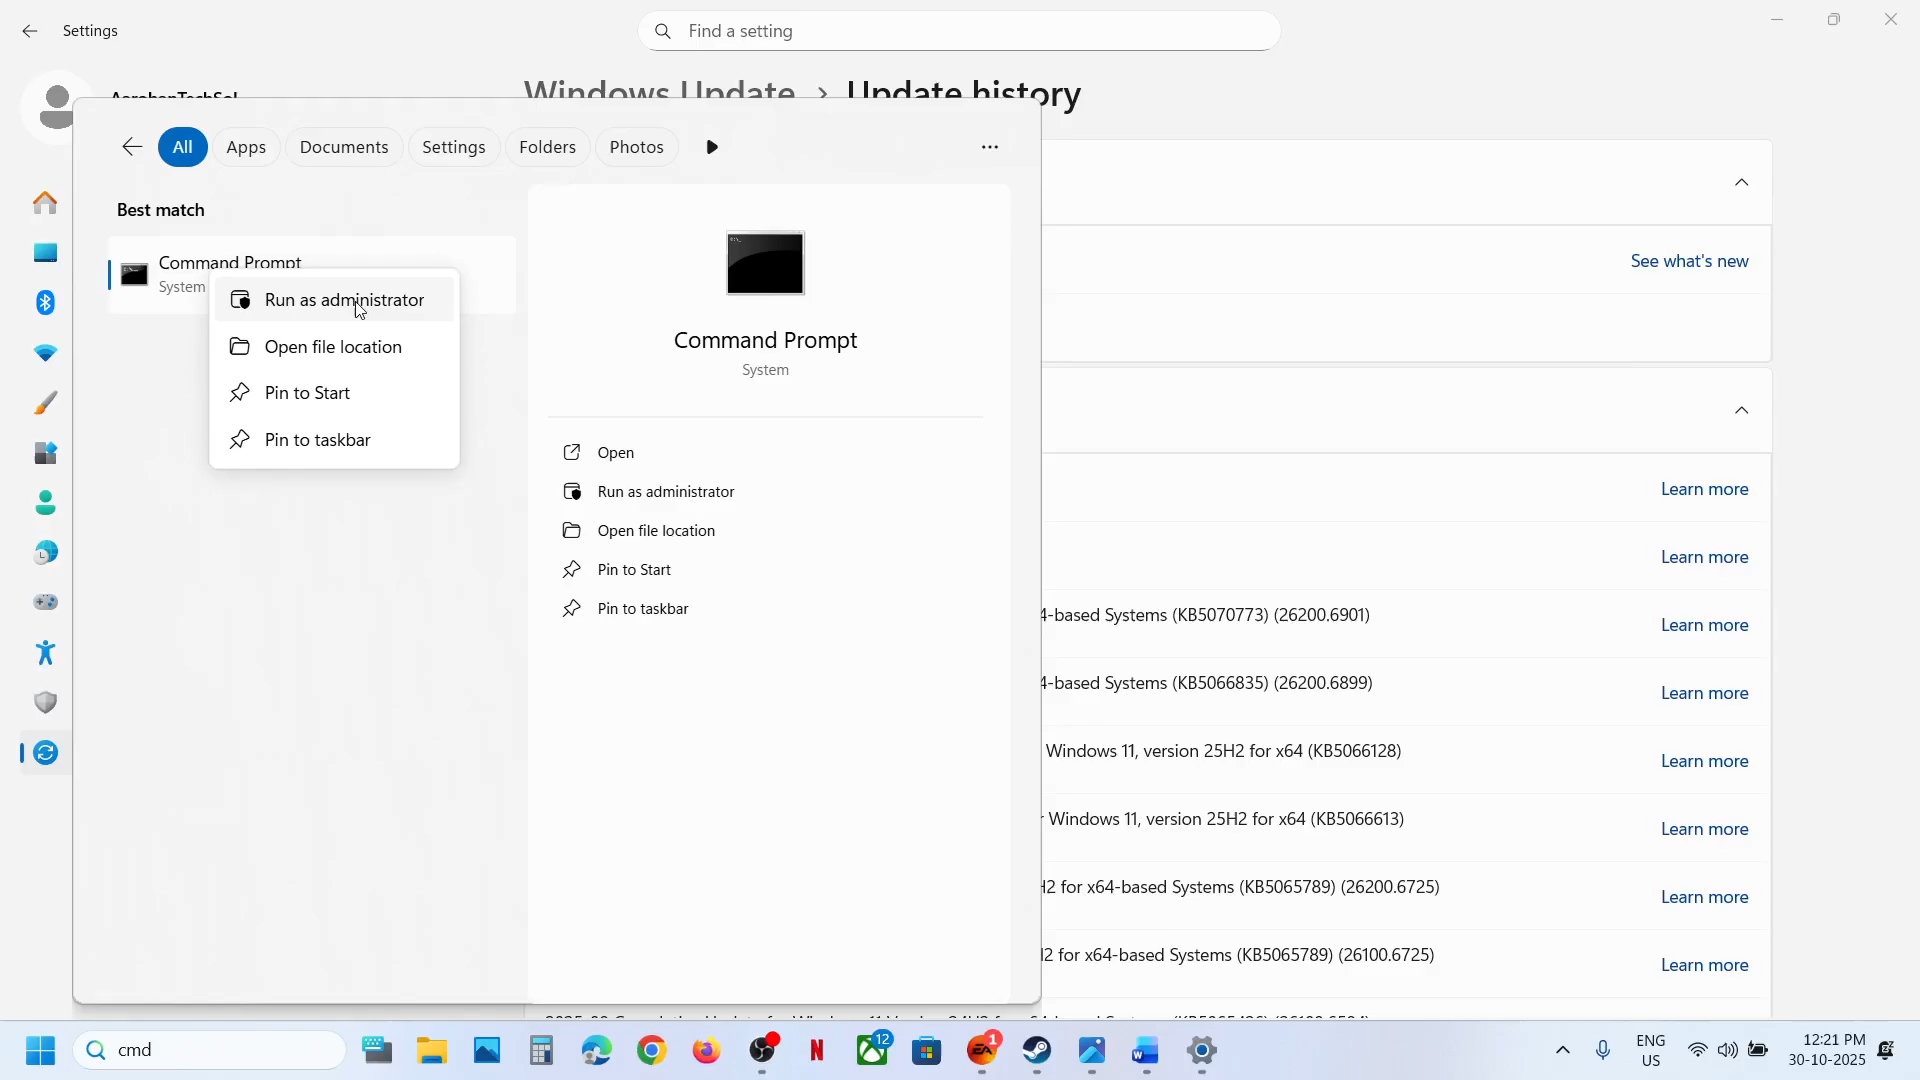 Settings
Find a setting
Windows Update > Update history
All
Apps
Documents
Settings
Folders
Photos
Best match
Command Prompt
System
Run as administrator
Open file location
Pin to Start
Pin to taskbar
Command Prompt
System
Open
Run as administrator
Open file location
Pin to Start
Pin to taskbar
See what's new
Learn more
Learn more
4-based Systems (KB5070773) (26200.6901)
Learn more
4-based Systems (KB5066835) (26200.6899)
Learn more
Windows 11, version 25H2 for x64 (KB5066128)
Learn more
Windows 11, version 25H2 for x64 (KB5066613)
Learn more
H2 for x64-based Systems (KB5065789) (26200.6725)
Learn more
2 for x64-based Systems (KB5065789) (26100.6725)
Learn more
cmd
12
EA
1
N
W
ENG
US
12:21 PM
30-10-2025